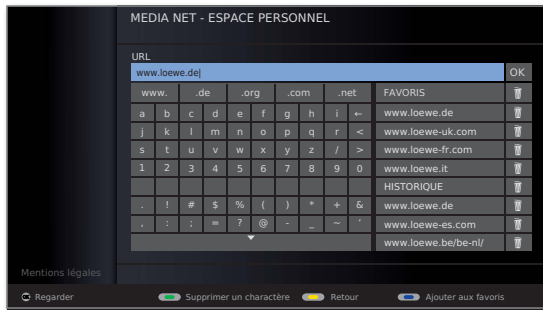 MEDIA NET - ESPACE PERSONNEL
URL
www.loewe.de|
OK
www. .de .org .com .net FAVORIS
a b c d e f g h i ← www.loewe.de
j k l m n o p q r < www.loewe-uk.com
s t u v w x y z / > www.loewe-fr.com
1 2 3 4 5 6 7 8 9 0 www.loewe.it
HISTORIQUE
. ! # $ % ( ) * + & www.loewe.de
, : ; = ? @ - _ ~ ' www.loewe-es.com
www.loewe.be/be-nl/
Mentions légales
Regarder Supprimer un charactère Retour Ajouter aux favoris